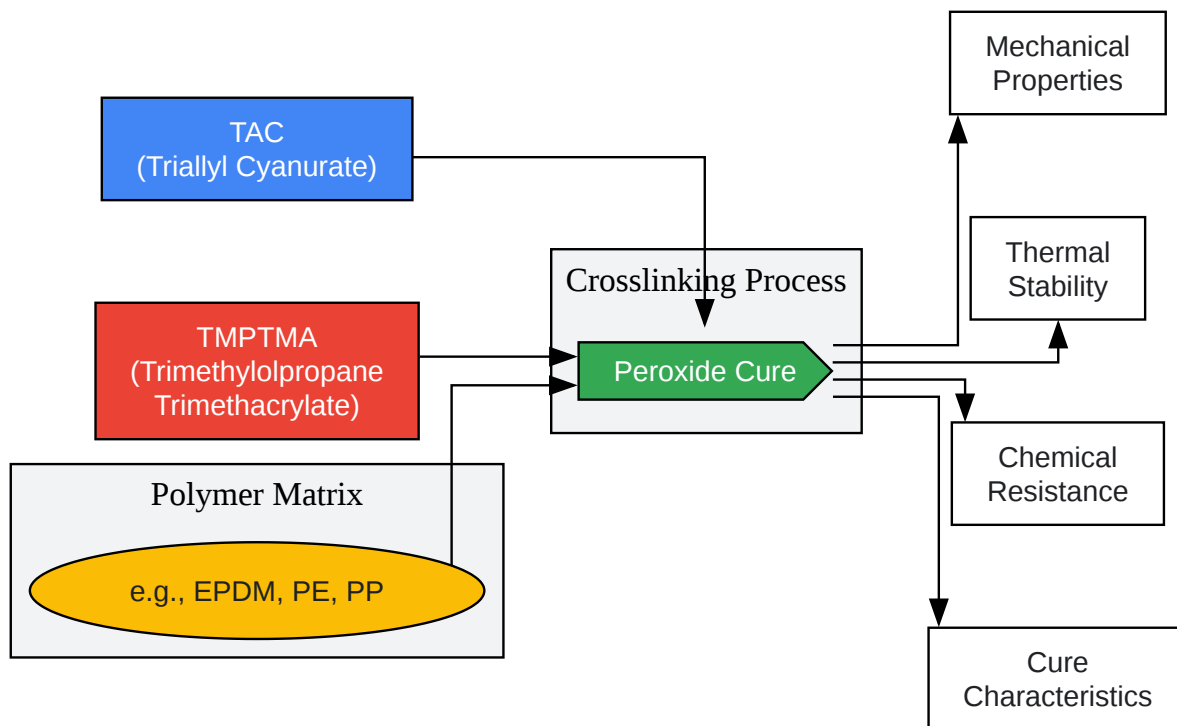 Mechanical
Properties
TAC
(Triallyl Cyanurate)
Thermal
Stability
Crosslinking Process
TMPTMA
(Trimethylolpropane
Trimethacrylate)
Peroxide Cure
Chemical
Resistance
Polymer Matrix
e.g., EPDM, PE, PP
Cure
Characteristics